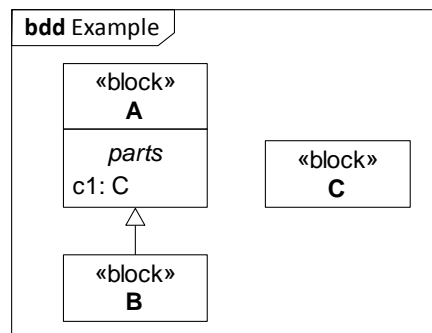 bdd Example
«block»
A
parts
c1: C
«block»
C
«block»
B